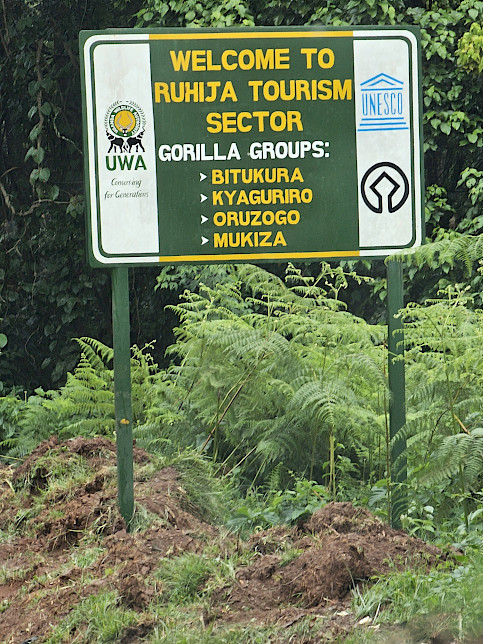 WELCOME TO
RUHIJA TOURISM
SECTOR
GORILLA GROUPS:
BITUKURA
KYAGURIRO
ORUZOGO
MUKIZA
UWA
Conserving
for Generations
UNESCO